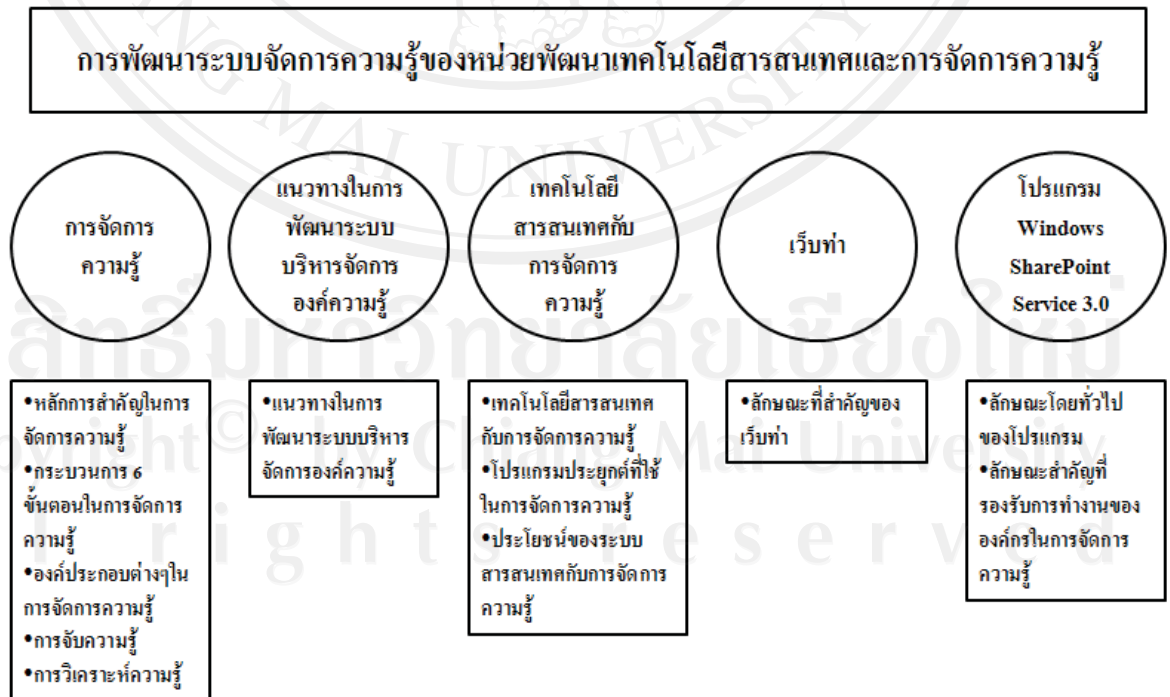 การพัฒนาระบบจัดการความรู้ของหน่วยพัฒนาเทคโนโลยีสารสนเทศและการจัดการความรู้
การจัดการ
ความรู้
แนวทางในการ
พัฒนาระบบ
บริหารจัดการ
องค์ความรู้
เทคโนโลยี
สารสนเทศกับ
การจัดการ
ความรู้
เว็บท่า
โปรแกรม
Windows
SharePoint
Service 3.0
•หลักการสำคัญในการ
จัดการความรู้
•กระบวนการ 6
ขั้นตอนในการจัดการ
ความรู้
•องค์ประกอบต่างๆใน
การจัดการความรู้
•การจับความรู้
•การวิเคราะห์ความรู้
•แนวทางในการ
พัฒนาระบบบริหาร
จัดการองค์ความรู้
•เทคโนโลยีสารสนเทศ
กับการจัดการความรู้
•โปรแกรมประยุกต์ที่ใช้
ในการจัดการความรู้
•ประโยชน์ของระบบ
สารสนเทศกับการจัดการ
ความรู้
•ลักษณะที่สำคัญของ
เว็บท่า
•ลักษณะโดยทั่วไป
ของโปรแกรม
•ลักษณะสำคัญที่
รองรับการทำงานของ
องค์กรในการจัดการ
ความรู้
MAI UNIVERSITY
สิทธิ์มหาวิทยาลัยเชียงใหม่
© by Chiang Mai University
rights reserved